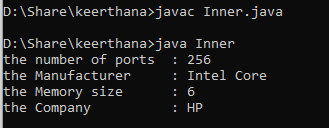 D:\Share\keerthana>javac Inner.java
D:\Share\keerthana>java Inner
the number of ports  : 256
the Manufacturer     : Intel Core
the Memory size      : 6
the Company          : HP